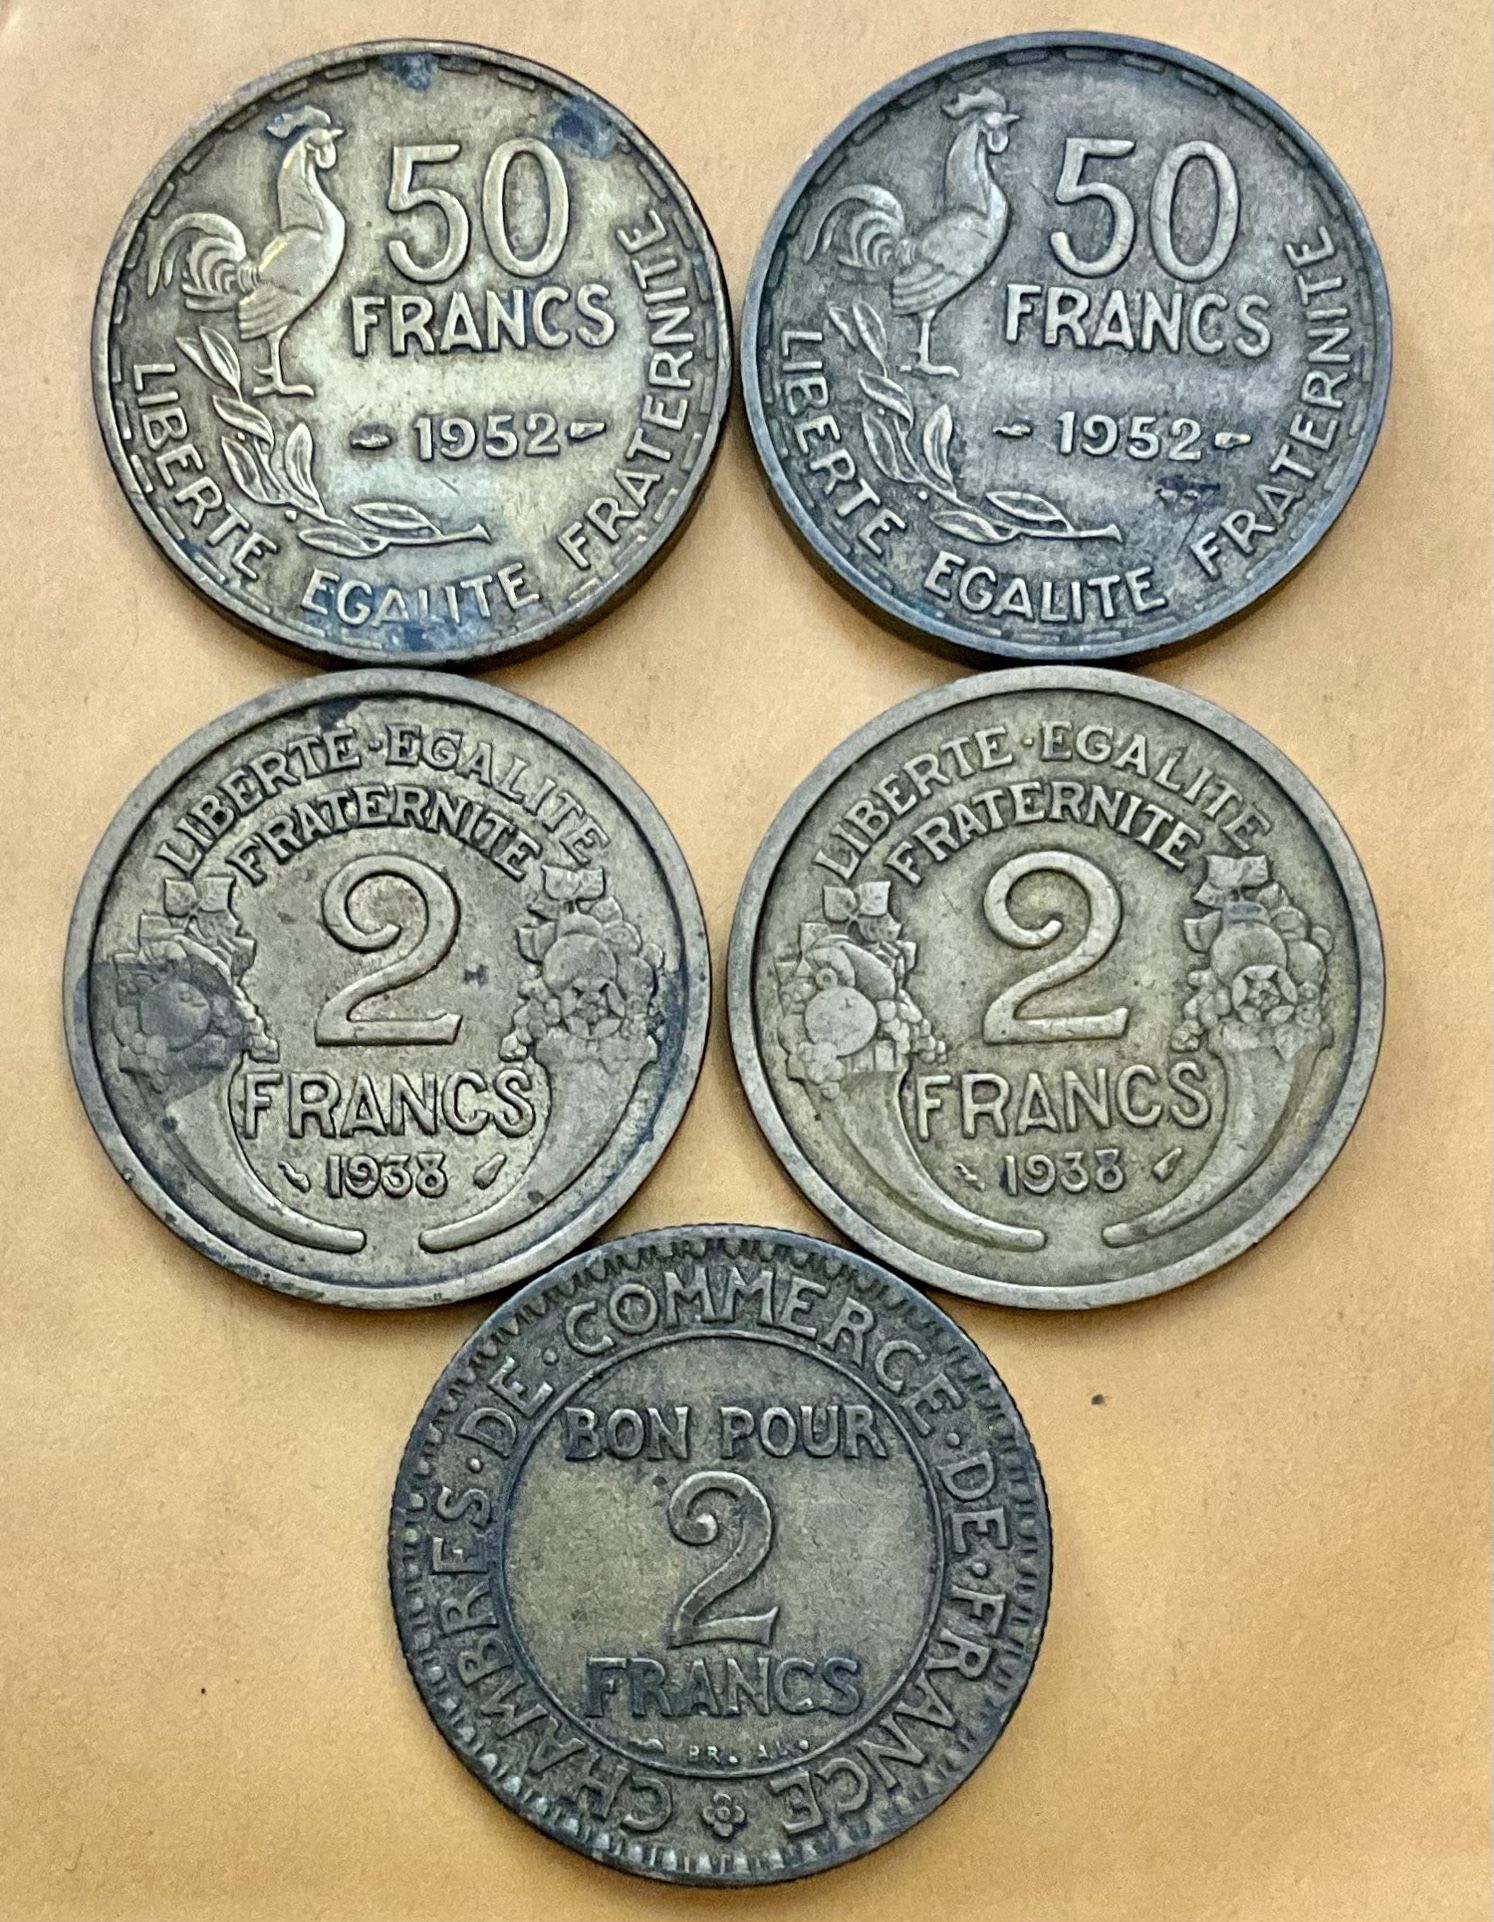 50
FRANCS
1952
LIBERTE EGALITE FRATERNITE
50
FRANCS
1952
LIBERTE EGALITE FRATERNITE
LIBERTE · EGALITE
FRATERNITE
2
FRANCS
1938
LIBERTE · EGALITE
FRATERNITE
2
FRANCS
1938
CHAMBRES · DE · COMMERCE · DE · FRANCE
BON POUR
2
FRANCS